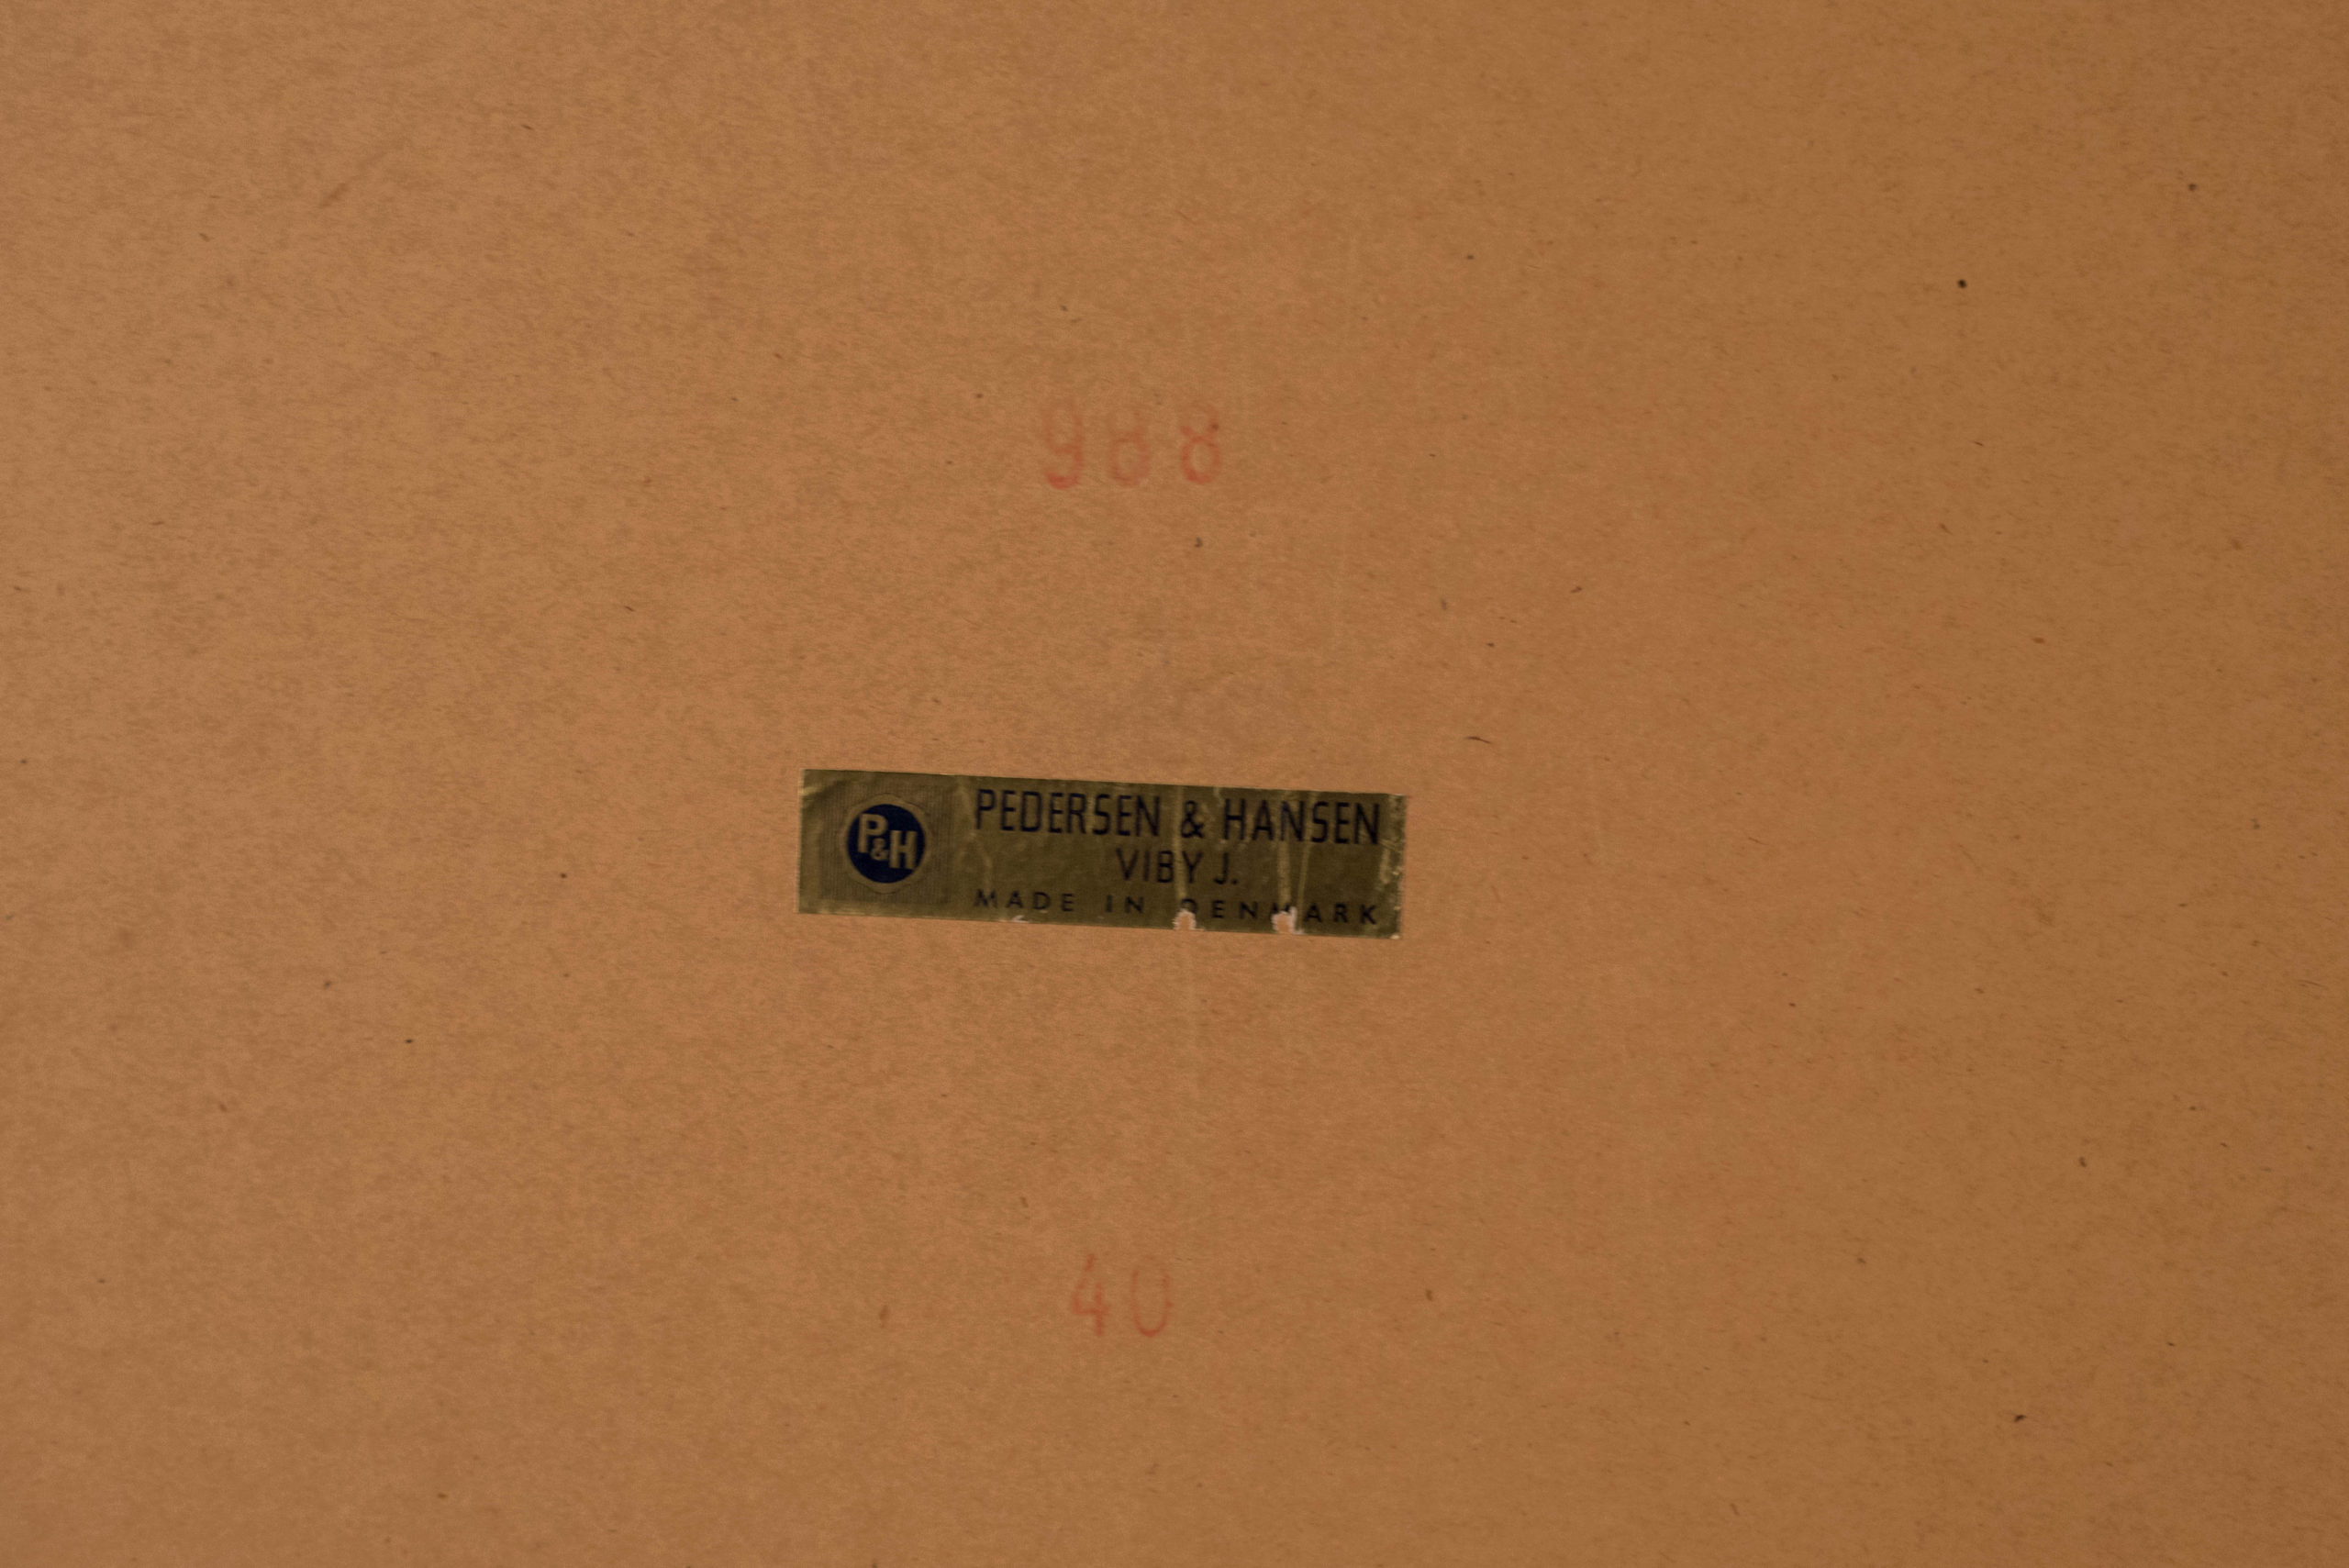 988
P&H
PEDERSEN & HANSEN
VIBY J.
MADE IN DENMARK
40